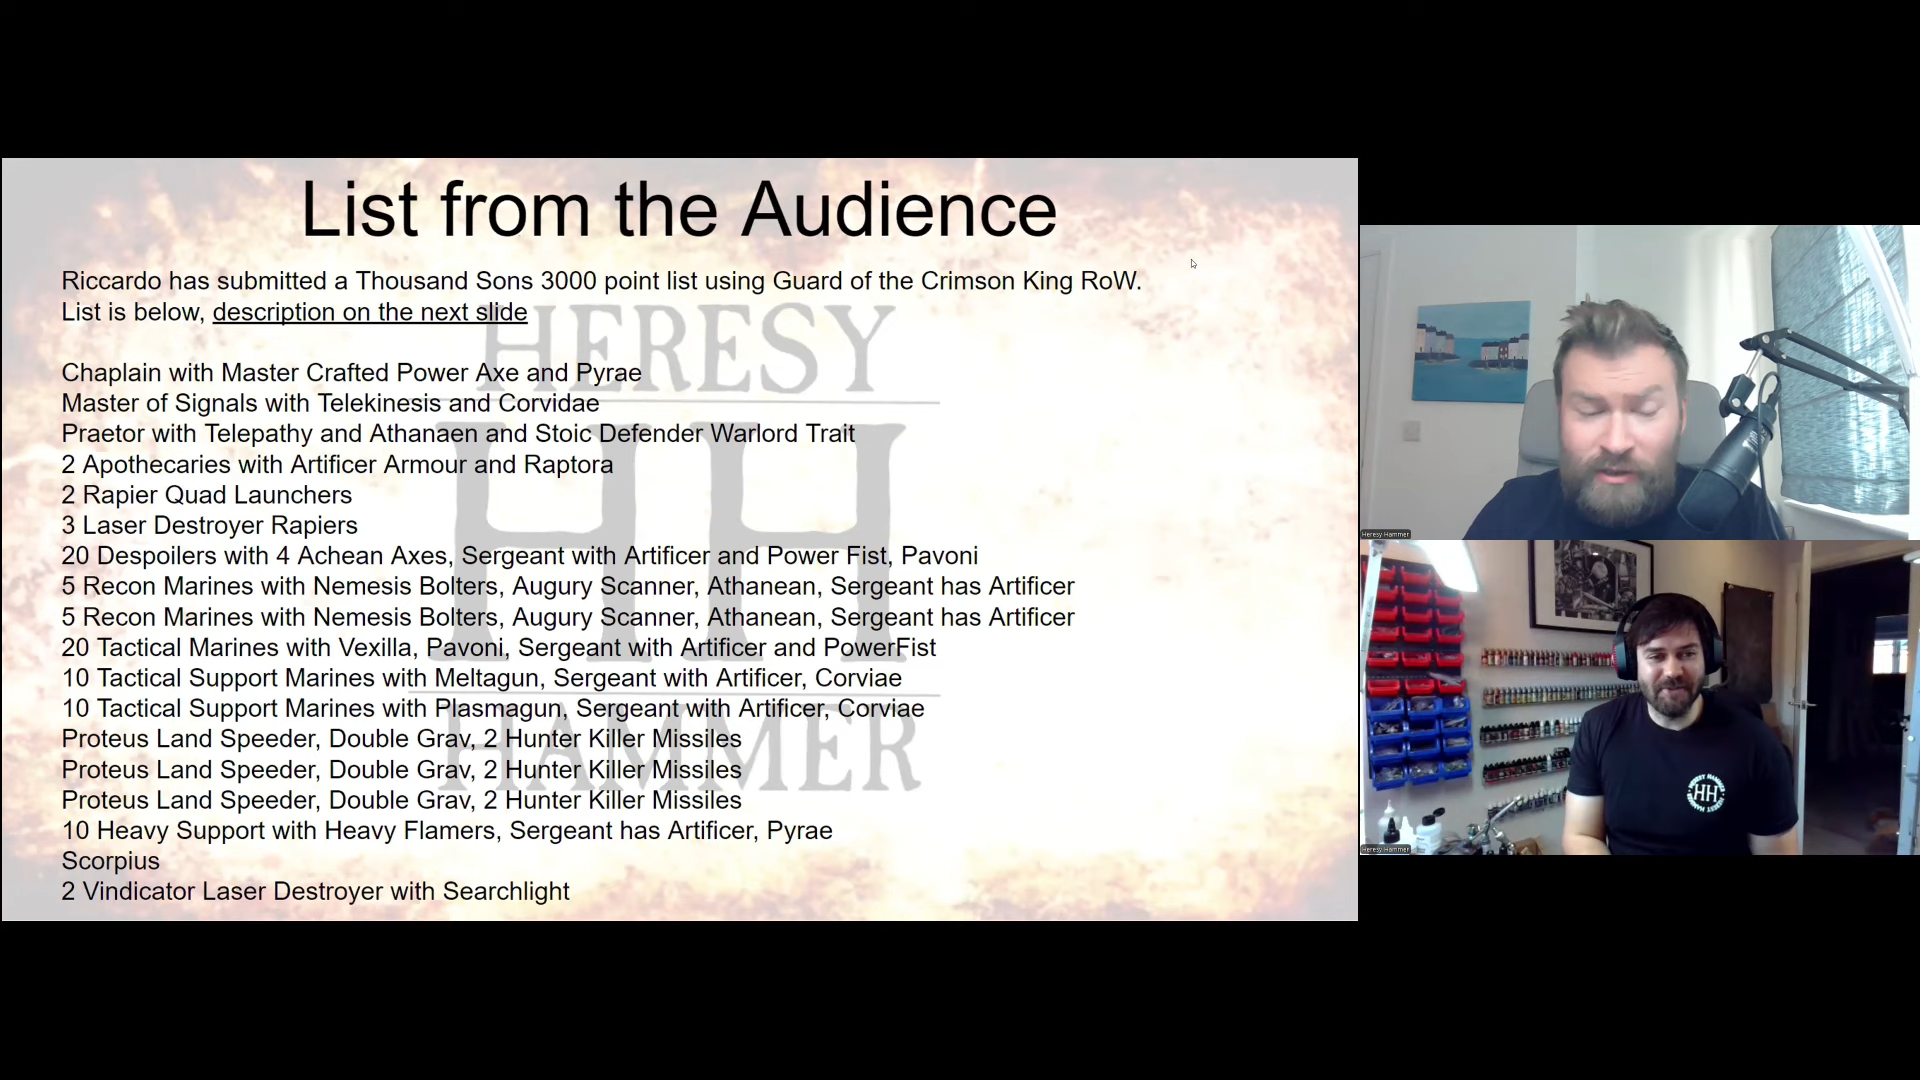 List from the Audience
Riccardo has submitted a Thousand Sons 3000 point list using Guard of the Crimson King RoW.
List is below, description on the next slide
HERESY
HH
HAMMER
Chaplain with Master Crafted Power Axe and Pyrae
Master of Signals with Telekinesis and Corvidae
Praetor with Telepathy and Athanaen and Stoic Defender Warlord Trait
2 Apothecaries with Artificer Armour and Raptora
2 Rapier Quad Launchers
3 Laser Destroyer Rapiers
20 Despoilers with 4 Achean Axes, Sergeant with Artificer and Power Fist, Pavoni
5 Recon Marines with Nemesis Bolters, Augury Scanner, Athanean, Sergeant has Artificer
5 Recon Marines with Nemesis Bolters, Augury Scanner, Athanean, Sergeant has Artificer
20 Tactical Marines with Vexilla, Pavoni, Sergeant with Artificer and PowerFist
10 Tactical Support Marines with Meltagun, Sergeant with Artificer, Corviae
10 Tactical Support Marines with Plasmagun, Sergeant with Artificer, Corviae
Proteus Land Speeder, Double Grav, 2 Hunter Killer Missiles
Proteus Land Speeder, Double Grav, 2 Hunter Killer Missiles
Proteus Land Speeder, Double Grav, 2 Hunter Killer Missiles
10 Heavy Support with Heavy Flamers, Sergeant has Artificer, Pyrae
Scorpius
2 Vindicator Laser Destroyer with Searchlight
Heresy Hammer
HH
Heresy Hammer